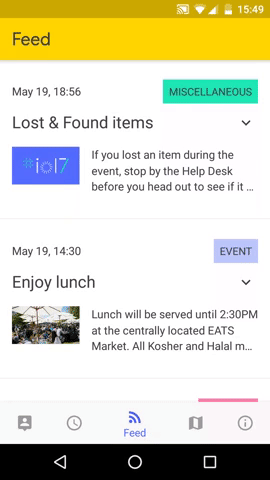 15:49
Feed
May 19, 18:56
MISCELLANEOUS
Lost & Found items
#io17
If you lost an item during the
event, stop by the Help Desk
before you head out to see if it ...
May 19, 14:30
EVENT
Enjoy lunch
Lunch will be served until 2:30PM
at the centrally located EATS
Market. All Kosher and Halal m...
Feed